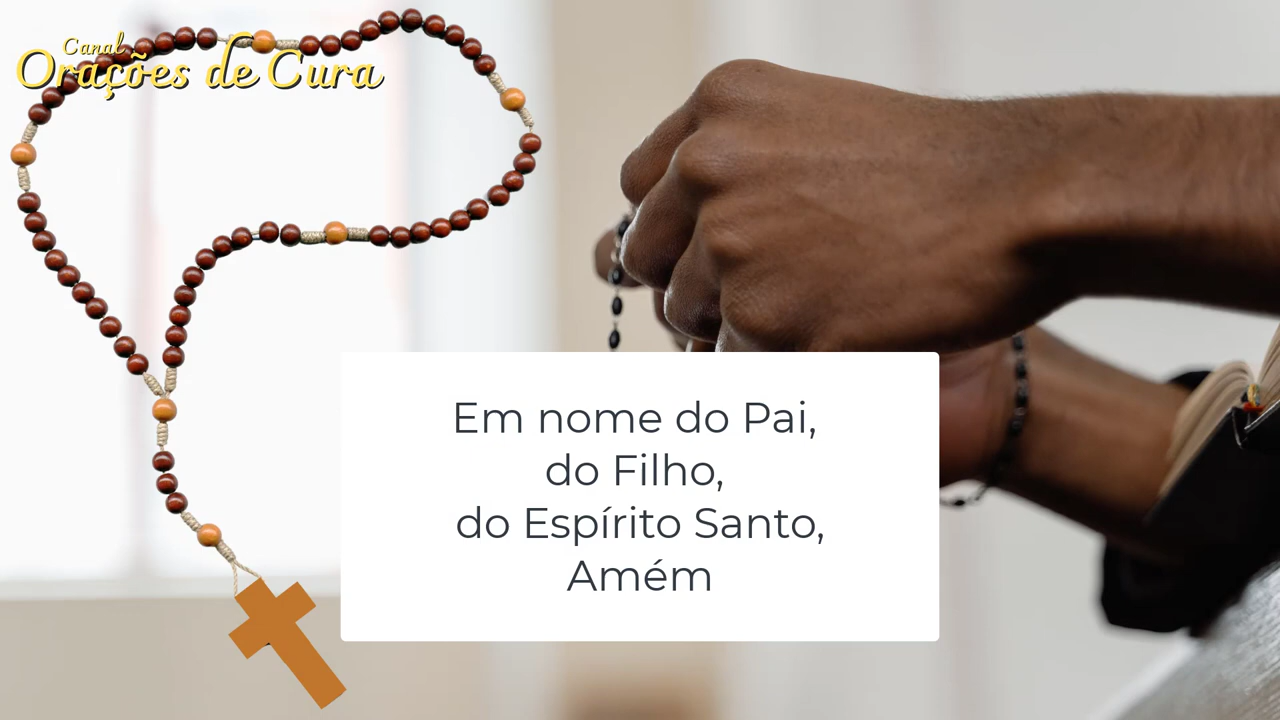 Canal
Orações de Cura
Em nome do Pai,
do Filho,
do Espírito Santo,
Amém